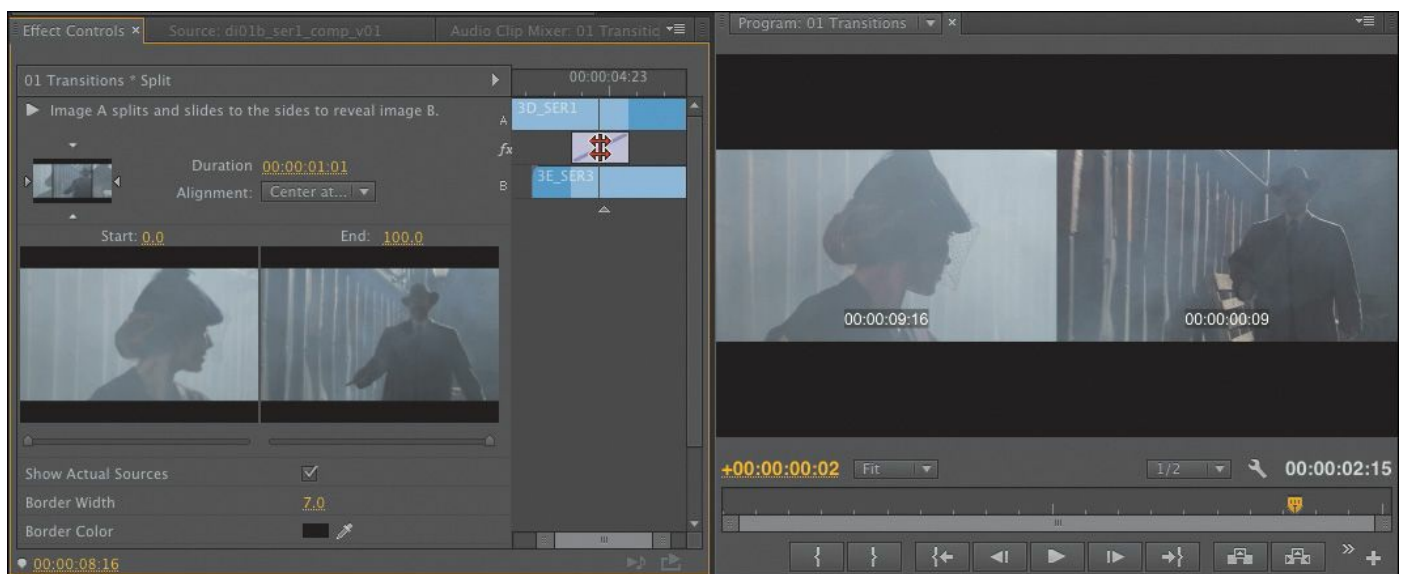 Effect Controls ×
Source: di01b_ser1_comp_v01
Audio Clip Mixer: 01 Transitio
Program: 01 Transitions
01 Transitions * Split
00:00:04:23
Image A splits and slides to the sides to reveal image B.
A
3D_SER1
fx
Duration 00:00:01:01
Alignment: Center at...
B
3E_SER3
Start: 0.0
End: 100.0
00:00:09:16
00:00:00:09
Show Actual Sources
Border Width 7.0
Border Color
00:00:08:16
+00:00:00:02
Fit
1/2
00:00:02:15